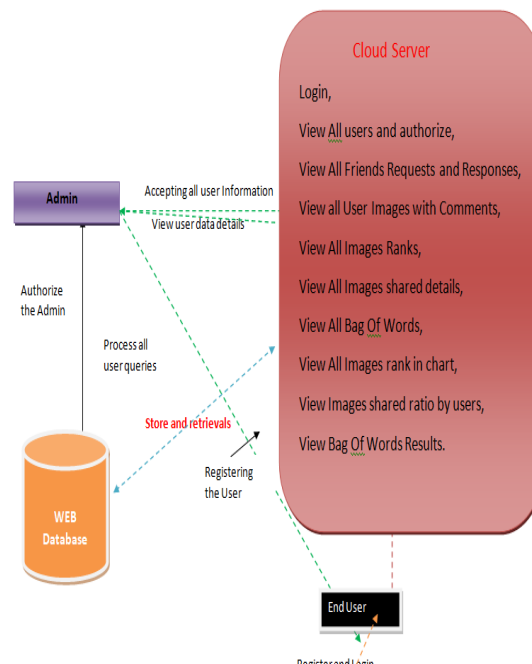 Cloud Server
Login,
View All users and authorize,
View All Friends Requests and Responses,
View all User Images with Comments,
View All Images Ranks,
View All Images shared details,
View All Bag Of Words,
View All Images rank in chart,
View Images shared ratio by users,
View Bag Of Words Results.
Admin
Accepting all user Information
View user data details
Authorize
the Admin
Process all
user queries
Store and retrievals
Registering
the User
WEB
Database
End User
Register and Login